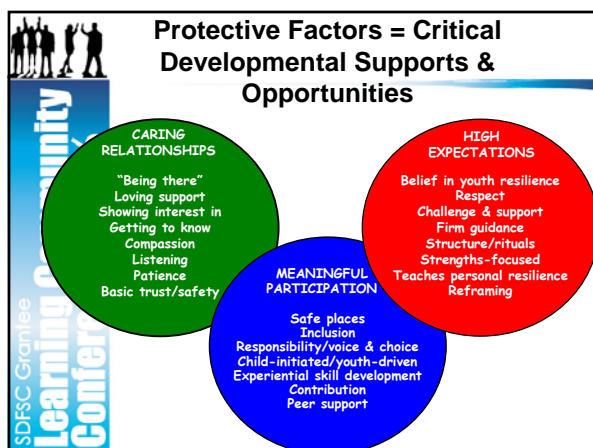 Protective Factors = Critical
Developmental Supports &
Opportunities
CARING
RELATIONSHIPS
“Being there”
Loving support
Showing interest in
Getting to know
Compassion
Listening
Patience
Basic trust/safety
MEANINGFUL
PARTICIPATION
Safe places
Inclusion
Responsibility/voice & choice
Child-initiated/youth-driven
Experiential skill development
Contribution
Peer support
HIGH
EXPECTATIONS
Belief in youth resilience
Respect
Challenge & support
Firm guidance
Structure/rituals
Strengths-focused
Teaches personal resilience
Reframing
SDFSC Grantee
Learning Community